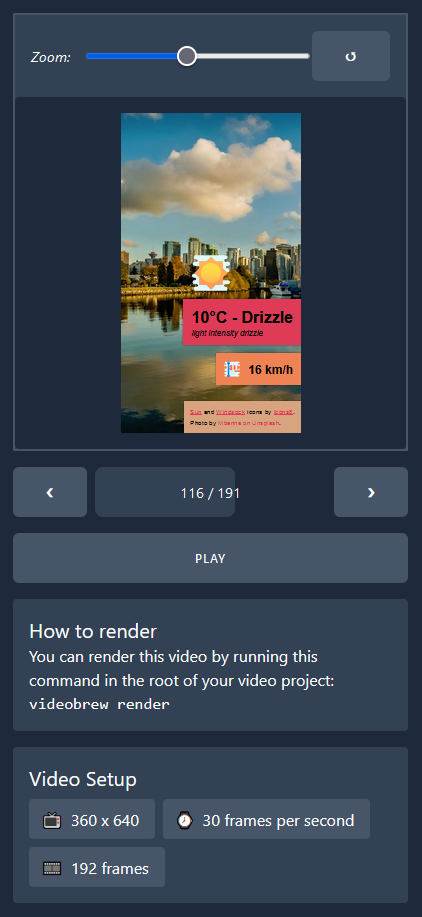 Zoom:
10°C - Drizzle
light intensity drizzle
16 km/h
Sun and Windsock icons by Icons8.
Photo by Mbenna on Unsplash.
116 / 191
PLAY
How to render
You can render this video by running this
command in the root of your video project:
videobrew render
Video Setup
360 x 640
30 frames per second
192 frames